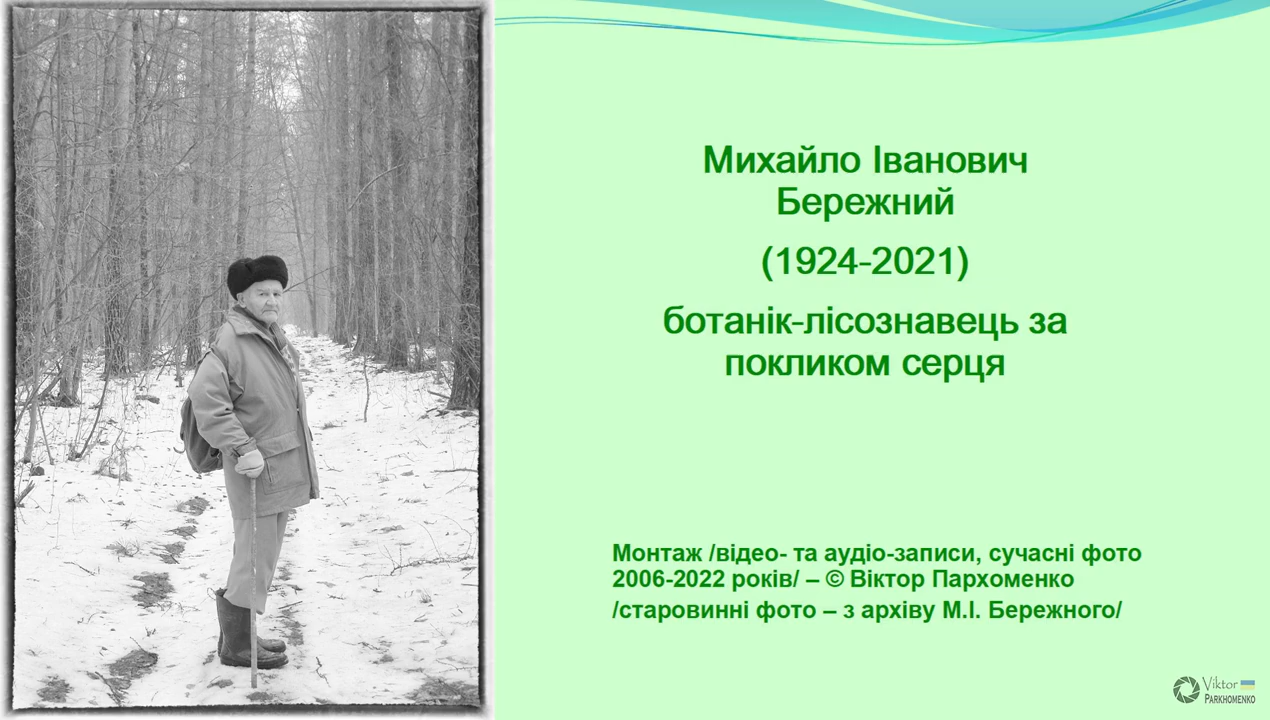 Михайло Іванович
Бережний
(1924-2021)
ботанік-лісознавець за
покликом серця
Монтаж /відео- та аудіо-записи, сучасні фото
2006-2022 років/ – © Віктор Пархоменко
/старовинні фото – з архіву М.І. Бережного/
Viktor
PARKHOMENKO